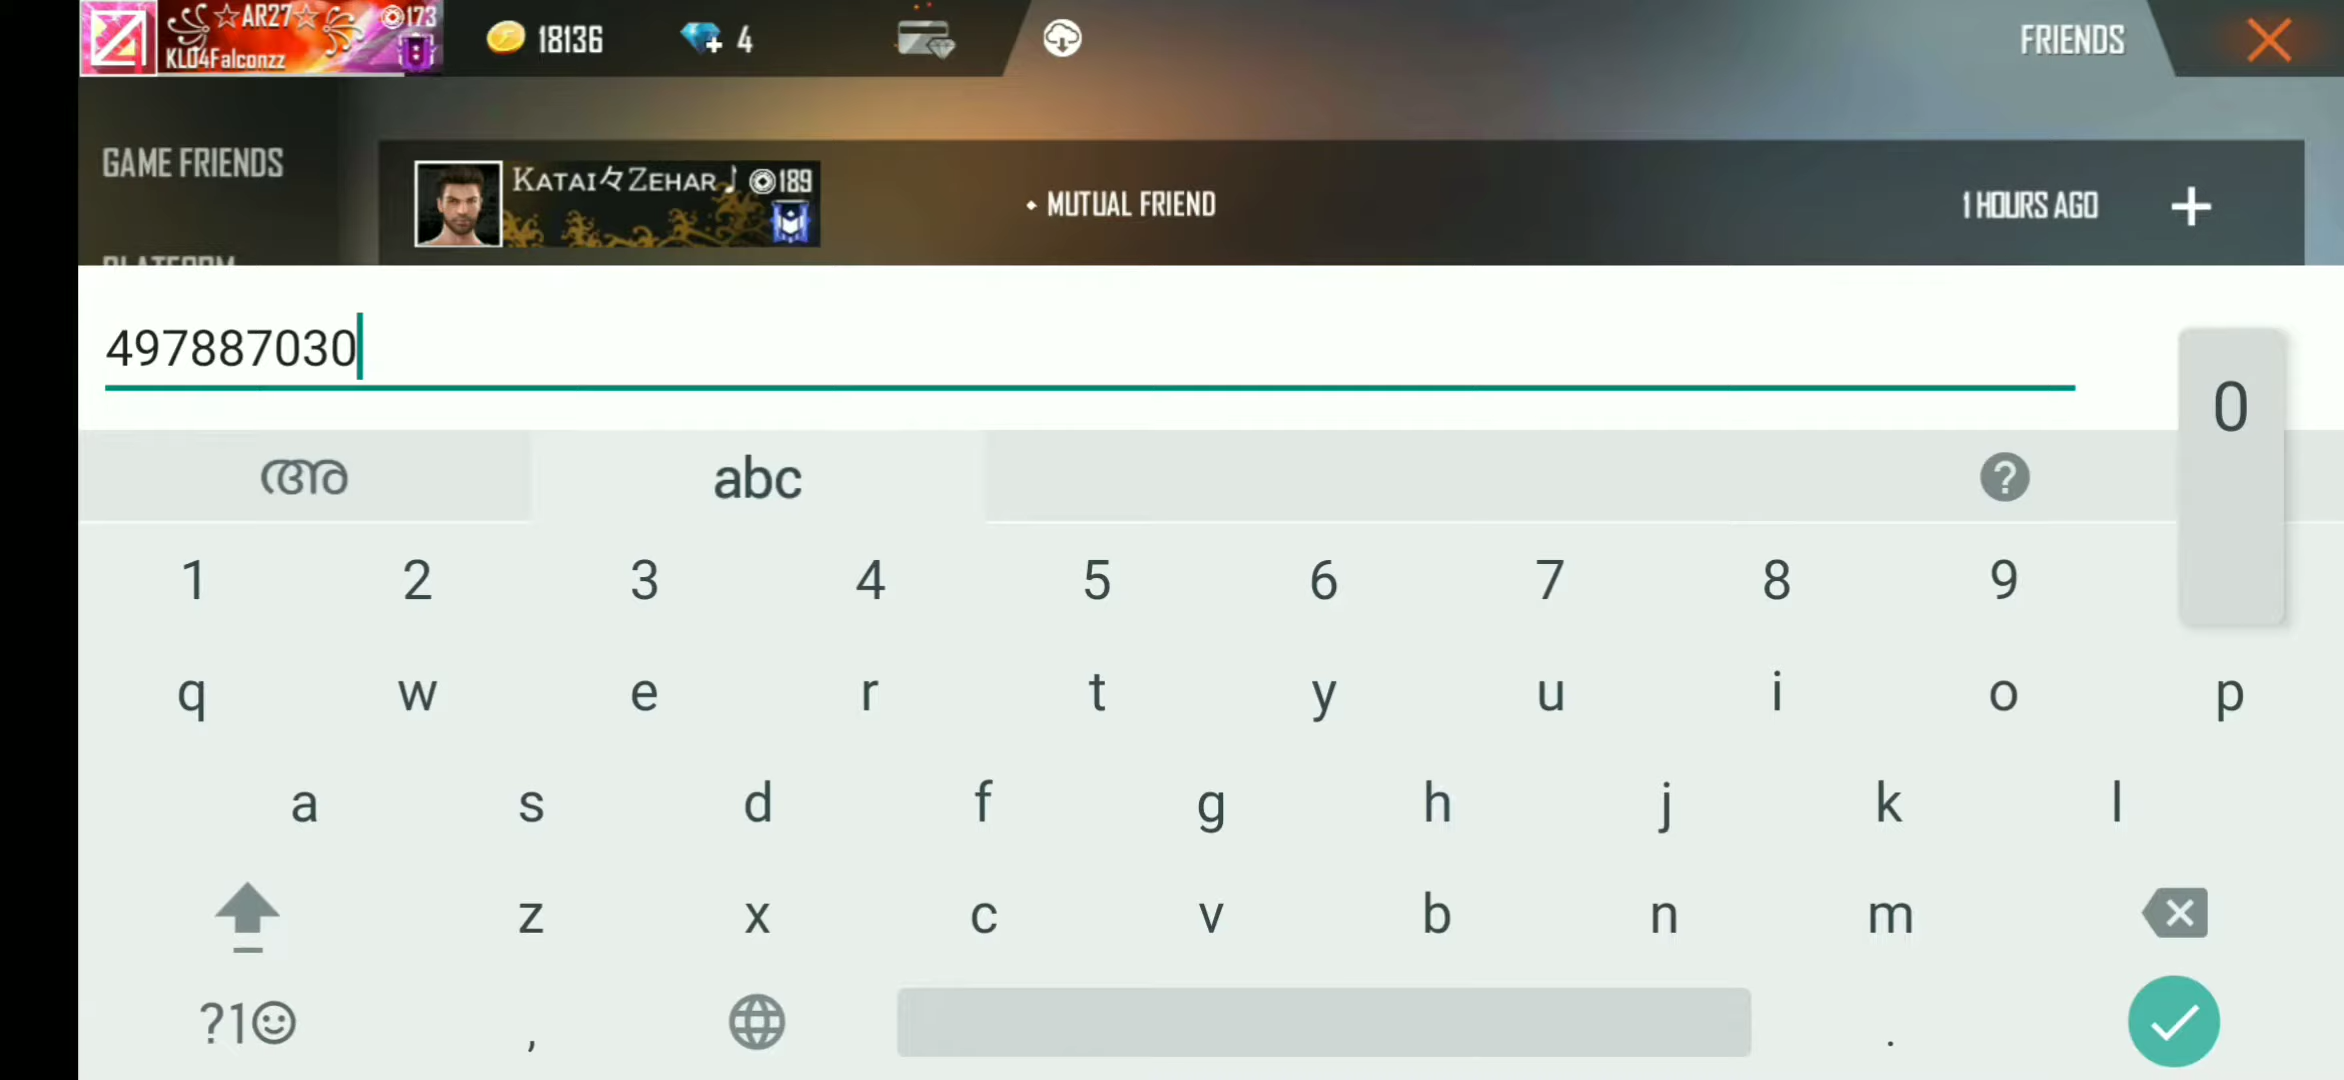 ☆AR27☆ 173
KL04Falconzz
18136
4
FRIENDS
GAME FRIENDS
KATAI々ZEHAR♩ 189
• MUTUAL FRIEND
1 HOURS AGO
PLATFORM
497887030
0
അ
abc
?
1 2 3 4 5 6 7 8 9
q w e r t y u i o p
a s d f g h j k l
z x c v b n m
?1☺ , .